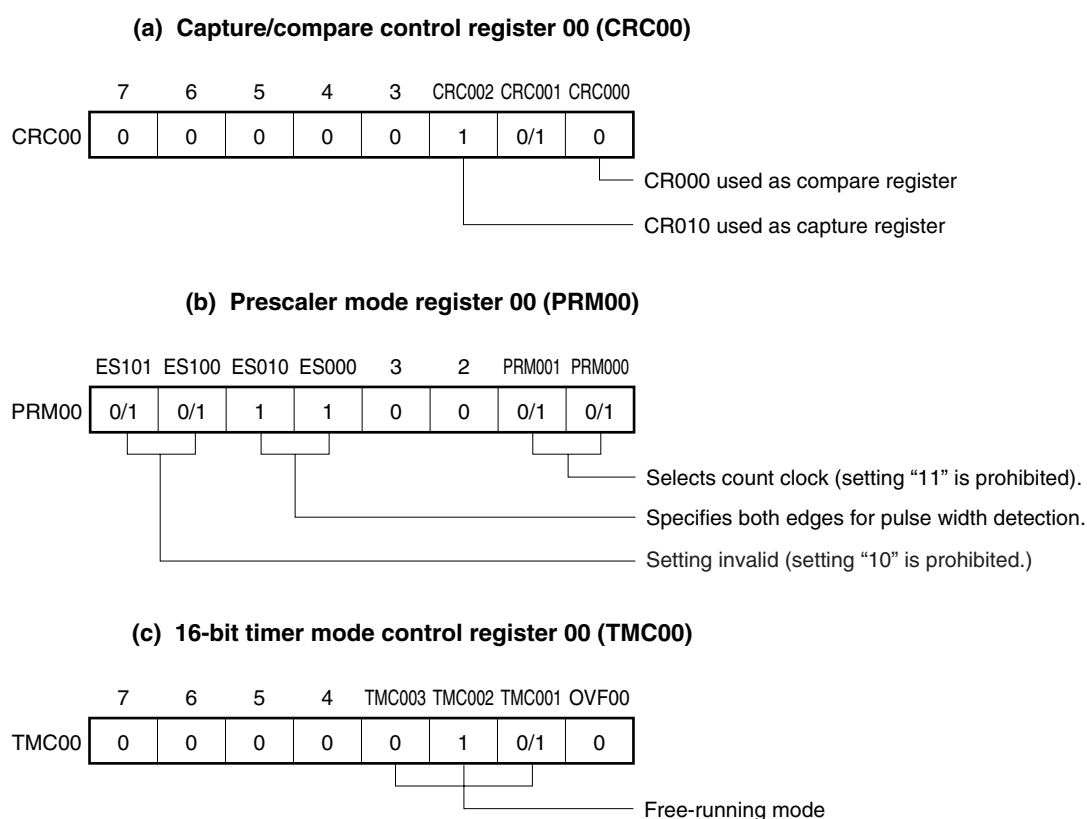 (a) Capture/compare control register 00 (CRC00)
7 6 5 4 3 CRC002 CRC001 CRC000
CRC00 0 0 0 0 0 1 0/1 0
CR000 used as compare register
CR010 used as capture register
(b) Prescaler mode register 00 (PRM00)
ES101 ES100 ES010 ES000 3 2 PRM001 PRM000
PRM00 0/1 0/1 1 1 0 0 0/1 0/1
Selects count clock (setting “11” is prohibited).
Specifies both edges for pulse width detection.
Setting invalid (setting “10” is prohibited.)
(c) 16-bit timer mode control register 00 (TMC00)
7 6 5 4 TMC003 TMC002 TMC001 OVF00
TMC00 0 0 0 0 0 1 0/1 0
Free-running mode